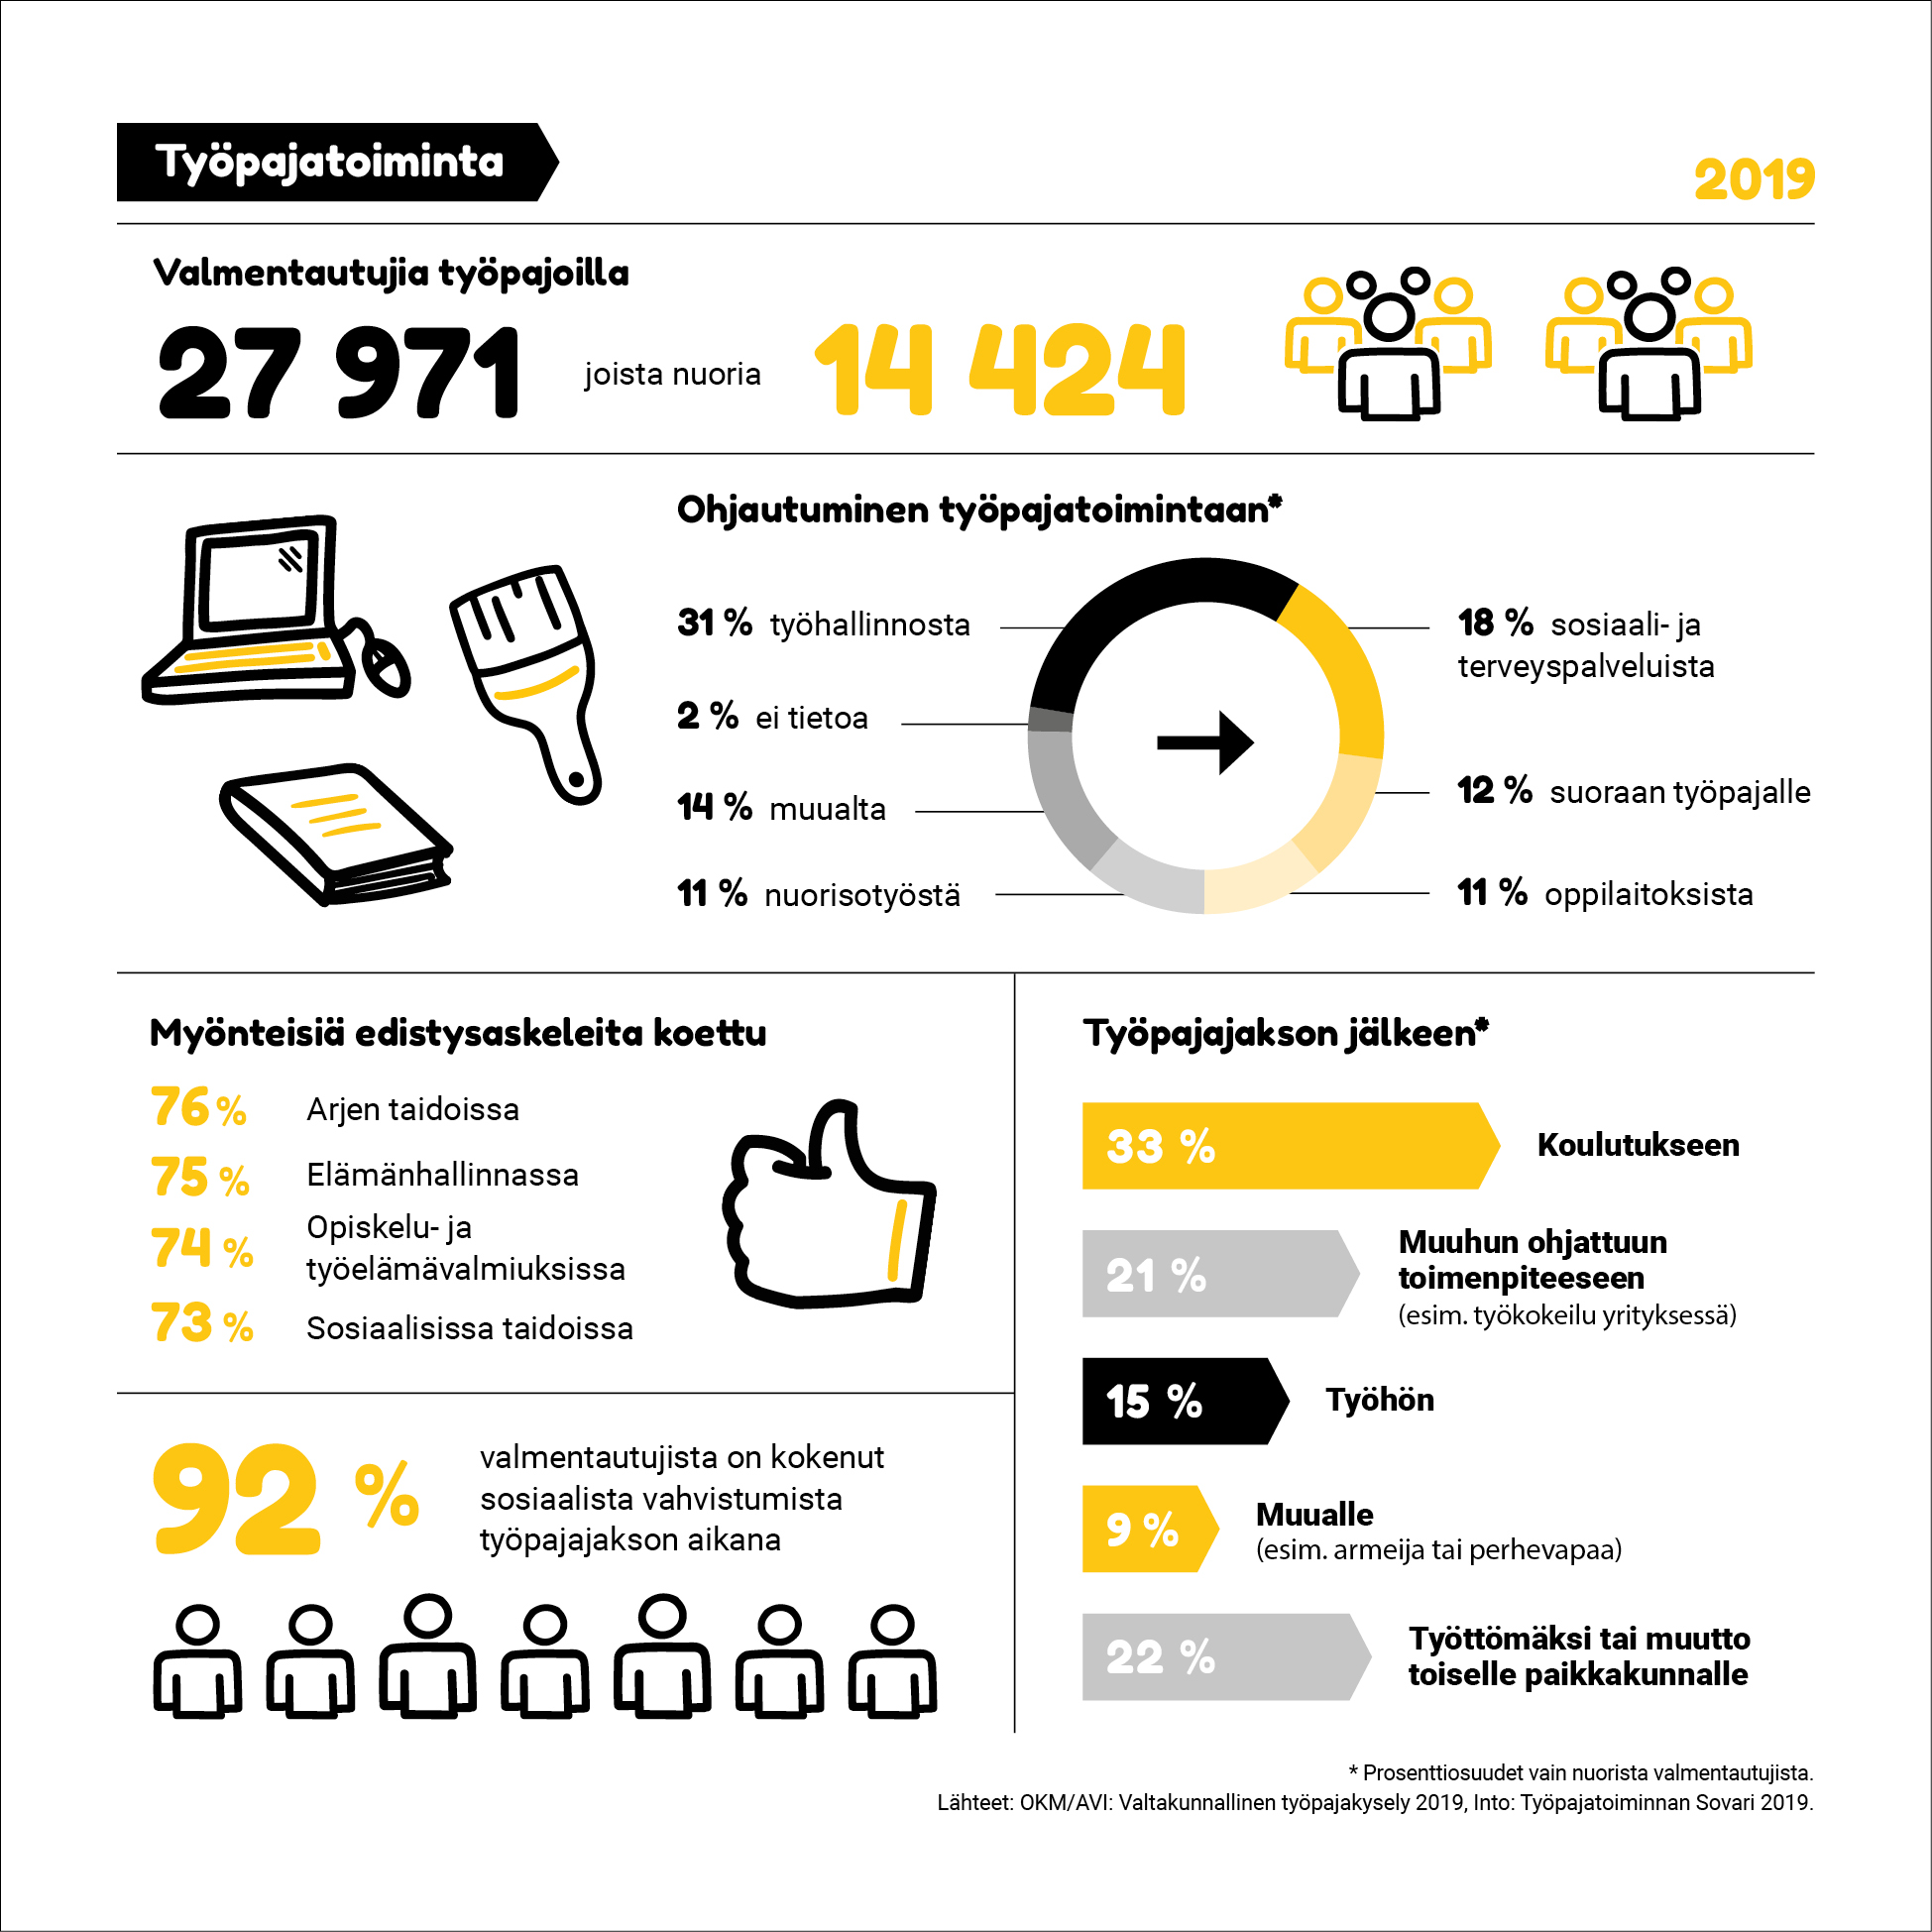 Työpajatoiminta
2019
Valmentautujia työpajoilla
27 971 joista nuoria 14 424
Ohjautuminen työpajatoimintaan*
31 % työhallinnosta
2 % ei tietoa
14 % muualta
11 % nuorisotyöstä
18 % sosiaali- ja
terveyspalveluista
12 % suoraan työpajalle
11 % oppilaitoksista
Myönteisiä edistysaskeleita koettu
76 % Arjen taidoissa
75 % Elämänhallinnassa
74 % Opiskelu- ja
työelämävalmiuksissa
73 % Sosiaalisissa taidoissa
92 % valmentautujista on kokenut
sosiaalista vahvistumista
työpajajakson aikana
Työpajajakson jälkeen*
33 % Koulutukseen
21 % Muuhun ohjattuun
toimenpiteeseen
(esim. työkokeilu yrityksessä)
15 % Työhön
9 % Muualle
(esim. armeija tai perhevapaa)
22 % Työttömäksi tai muutto
toiselle paikkakunnalle
* Prosenttiosuudet vain nuorista valmentautujista.
Lähteet: OKM/AVI: Valtakunnallinen työpajakysely 2019, Into: Työpajatoiminnan Sovari 2019.